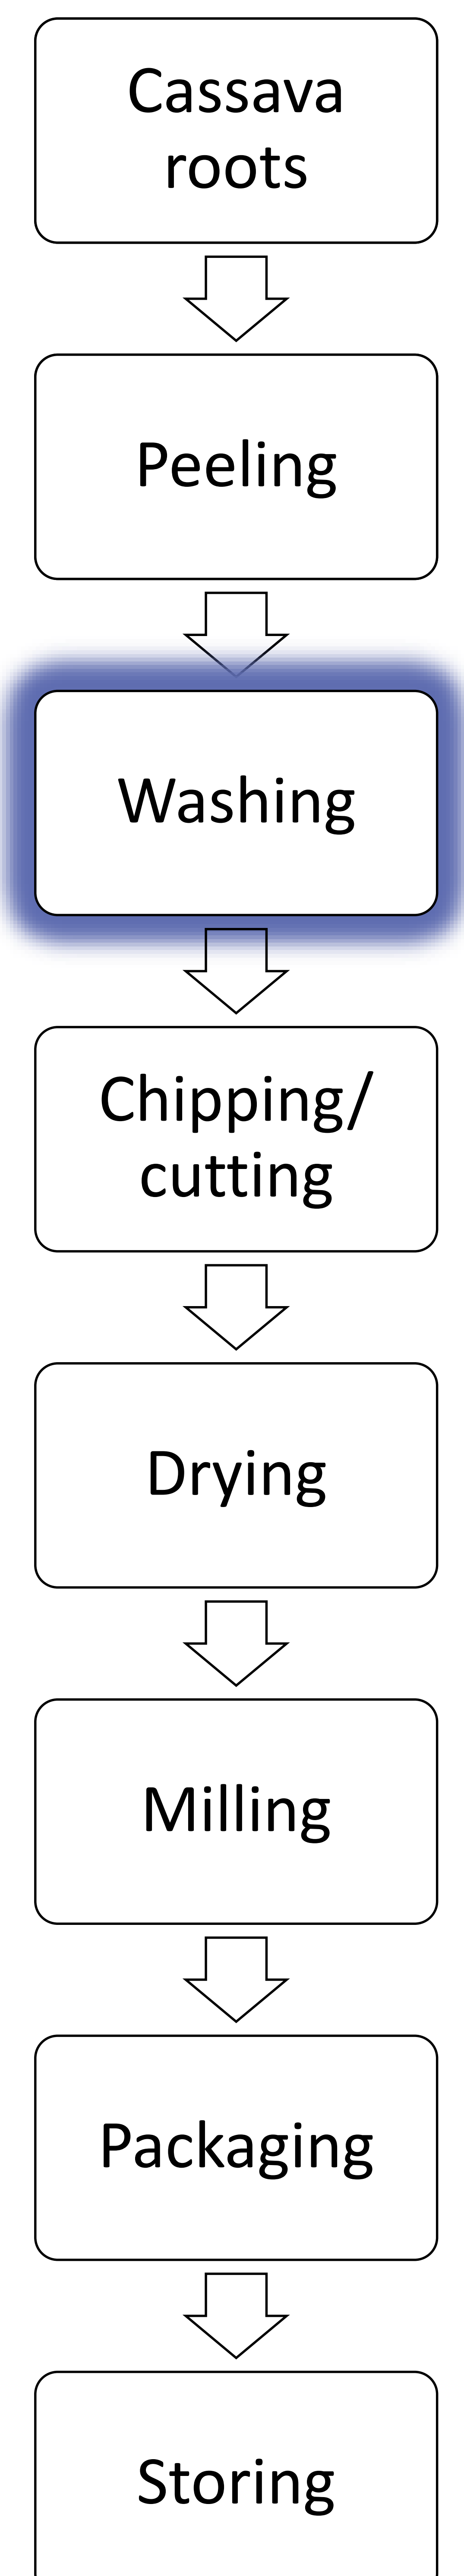 Cassava
roots
Peeling
Washing
Chipping/
cutting
Drying
Milling
Packaging
Storing